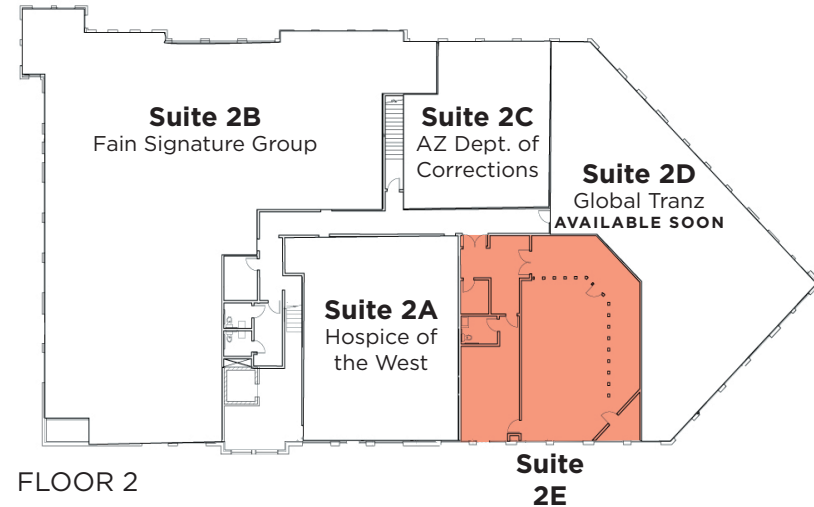 Suite 2B
Fain Signature Group
Suite 2C
AZ Dept. of
Corrections
Suite 2D
Global Tranz
AVAILABLE SOON
Suite 2A
Hospice of
the West
Suite
2E
FLOOR 2